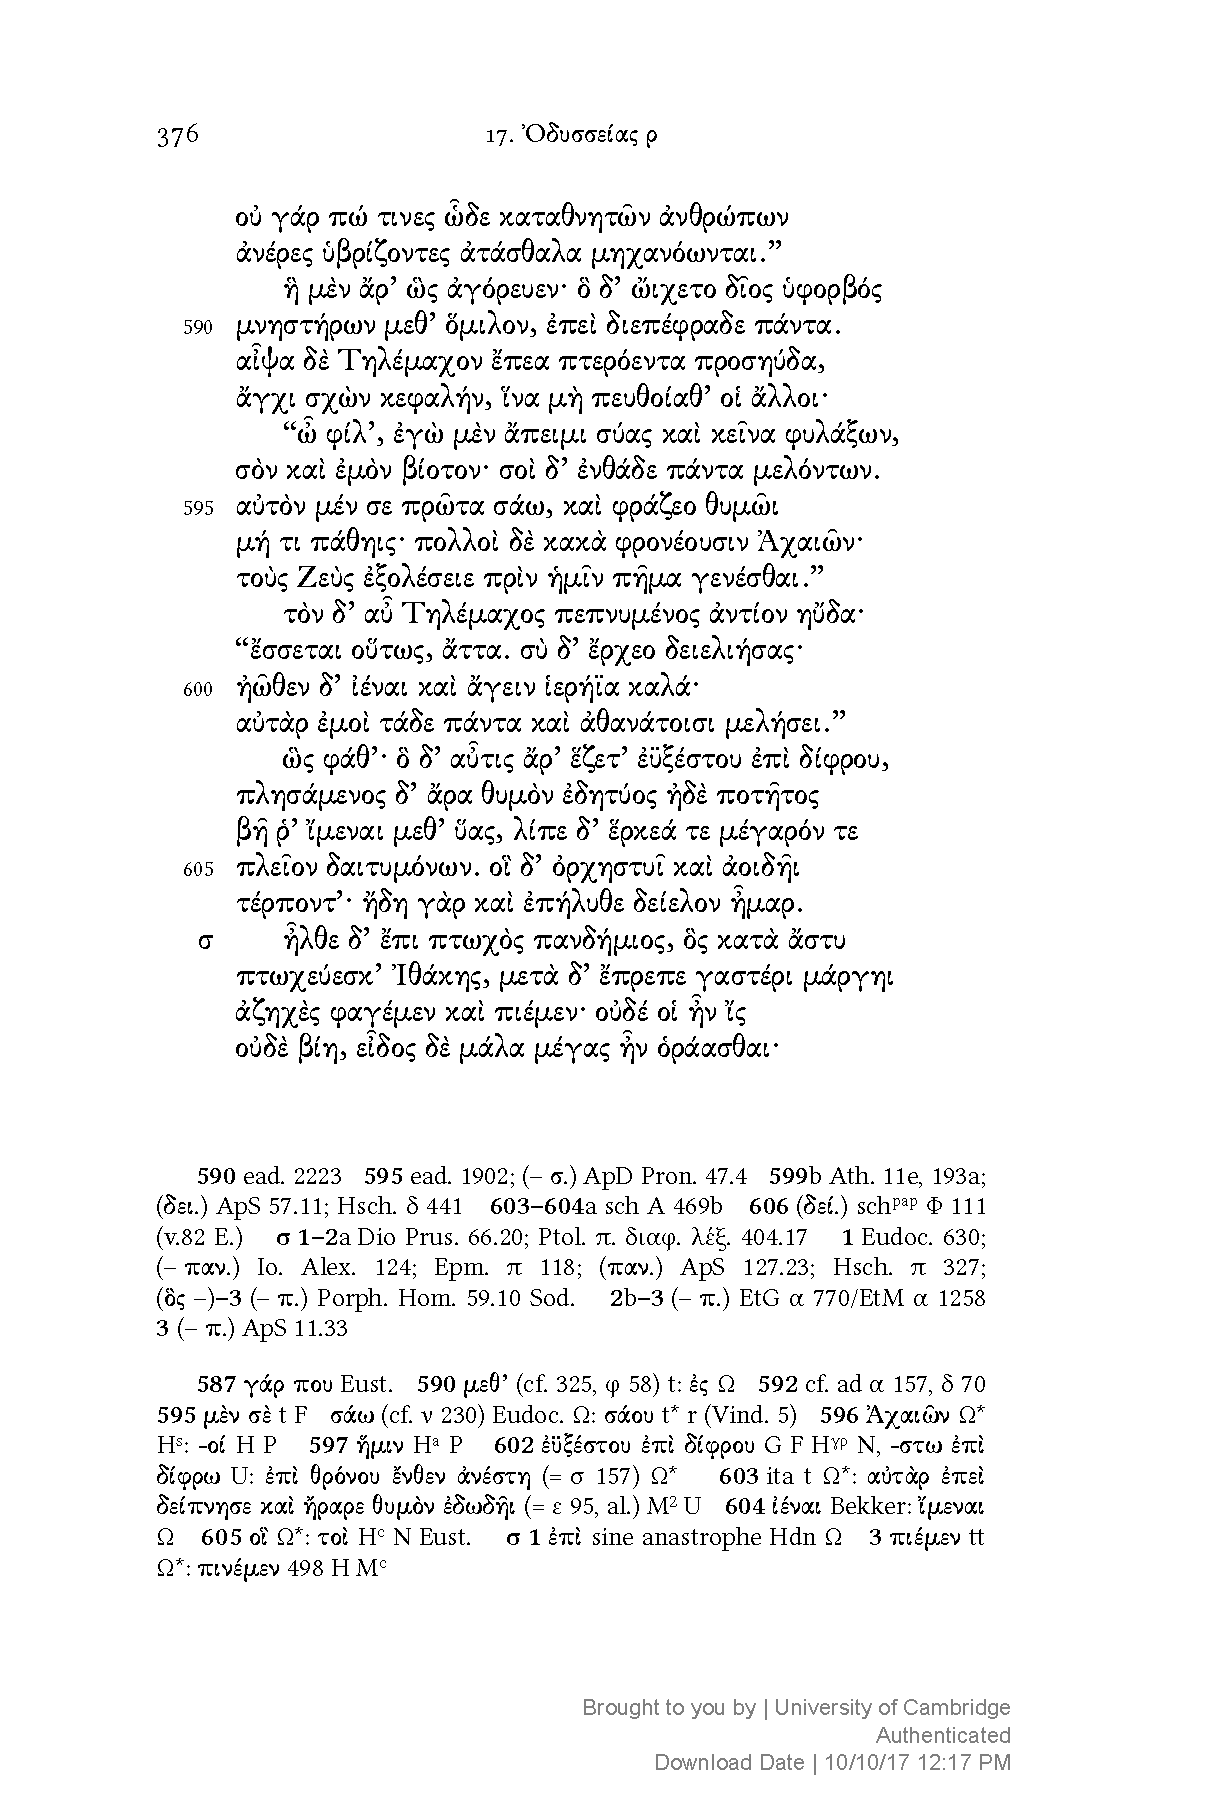 376 17. Ὀδυσσείας ρ
οὐ γάρ πώ τινες ὧδε καταθνητῶν ἀνθρώπων
ἀνέρες ὑβρίζοντες ἀτάσθαλα μηχανόωνται.”
ἣ μὲν ἄρ’ ὣς ἀγόρευεν· ὃ δ’ ὤιχετο δῖος ὑφορβός
590 μνηστήρων μεθ’ ὅμιλον, ἐπεὶ διεπέφραδε πάντα.
αἶψα δὲ Τηλέμαχον ἔπεα πτερόεντα προσηύδα,
ἄγχι σχὼν κεφαλήν, ἵνα μὴ πευθοίαθ’ οἱ ἄλλοι·
“ὦ φίλ’, ἐγὼ μὲν ἄπειμι σύας καὶ κεῖνα φυλάξων,
σὸν καὶ ἐμὸν βίοτον· σοὶ δ’ ἐνθάδε πάντα μελόντων.
595 αὐτὸν μέν σε πρῶτα σάω, καὶ φράζεο θυμῶι
μή τι πάθηις· πολλοὶ δὲ κακὰ φρονέουσιν Ἀχαιῶν·
τοὺς Ζεὺς ἐξολέσειε πρὶν ἡμῖν πῆμα γενέσθαι.”
τὸν δ’ αὖ Τηλέμαχος πεπνυμένος ἀντίον ηὔδα·
“ἔσσεται οὕτως, ἄττα. σὺ δ’ ἔρχεο δειελιήσας·
600 ἠῶθεν δ’ ἰέναι καὶ ἄγειν ἱερήϊα καλά·
αὐτὰρ ἐμοὶ τάδε πάντα καὶ ἀθανάτοισι μελήσει.”
ὣς φάθ’· ὃ δ’ αὖτις ἄρ’ ἕζετ’ ἐϋξέστου ἐπὶ δίφρου,
πλησάμενος δ’ ἄρα θυμὸν ἐδητύος ἠδὲ ποτῆτος
βῆ ῥ’ ἴμεναι μεθ’ ὕας, λίπε δ’ ἕρκεά τε μέγαρόν τε
605 πλεῖον δαιτυμόνων. οἳ δ’ ὀρχηστυῖ καὶ ἀοιδῆι
τέρποντ’· ἤδη γὰρ καὶ ἐπήλυθε δείελον ἦμαρ.
σ ἦλθε δ’ ἔπι πτωχὸς πανδήμιος, ὃς κατὰ ἄστυ
πτωχεύεσκ’ Ἰθάκης, μετὰ δ’ ἔπρεπε γαστέρι μάργηι
ἀζηχὲς φαγέμεν καὶ πιέμεν· οὐδέ οἱ ἦν ἴς
οὐδὲ βίη, εἶδος δὲ μάλα μέγας ἦν ὁράασθαι·
590 ead. 2223 595 ead. 1902; (– σ.) ApD Pron. 47.4 599b Ath. 11e, 193a;
(δει.) ApS 57.11; Hsch. δ 441 603–604a sch A 469b 606 (δεί.) schᵖᵃᵖ Φ 111
(v.82 E.) σ 1–2a Dio Prus. 66.20; Ptol. π. διαφ. λέξ. 404.17 1 Eudoc. 630;
(– παν.) Io. Alex. 124; Epm. π 118; (παν.) ApS 127.23; Hsch. π 327;
(ὃς –)–3 (– π.) Porph. Hom. 59.10 Sod. 2b–3 (– π.) EtG α 770/EtM α 1258
3 (– π.) ApS 11.33
587 γάρ που Eust. 590 μεθ’ (cf. 325, φ 58) t: ἐς Ω 592 cf. ad α 157, δ 70
595 μὲν σὲ t F σάω (cf. ν 230) Eudoc. Ω: σάου t* r (Vind. 5) 596 Ἀχαιῶν Ω*
Hˢ: -οί H P 597 ἥμιν Hᵃ P 602 ἐϋξέστου ἐπὶ δίφρου G F Hᵞᵖ N, -στω ἐπὶ
δίφρω U: ἐπὶ θρόνου ἔνθεν ἀνέστη (= σ 157) Ω* 603 ita t Ω*: αὐτὰρ ἐπεὶ
δείπνησε καὶ ἤραρε θυμὸν ἐδωδῆι (= ε 95, al.) M² U 604 ἰέναι Bekker: ἴμεναι
Ω 605 οἳ Ω*: τοὶ Hᶜ N Eust. σ 1 ἐπὶ sine anastrophe Hdn Ω 3 πιέμεν tt
Ω*: πινέμεν 498 H Mᶜ
Brought to you by | University of Cambridge
Authenticated
Download Date | 10/10/17 12:17 PM